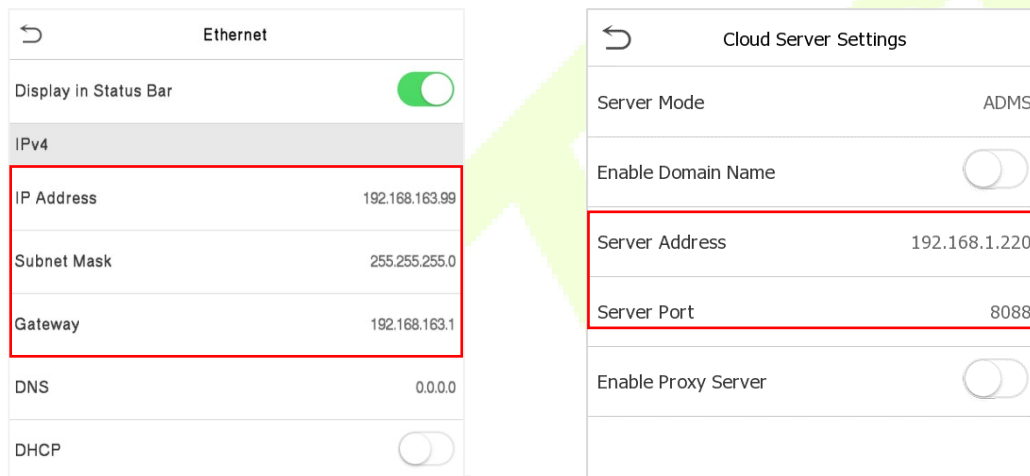 Ethernet
Display in Status Bar
IPv4
IP Address 192.168.163.99
Subnet Mask 255.255.255.0
Gateway 192.168.163.1
DNS 0.0.0.0
DHCP
Cloud Server Settings
Server Mode ADMS
Enable Domain Name
Server Address 192.168.1.220
Server Port 8088
Enable Proxy Server